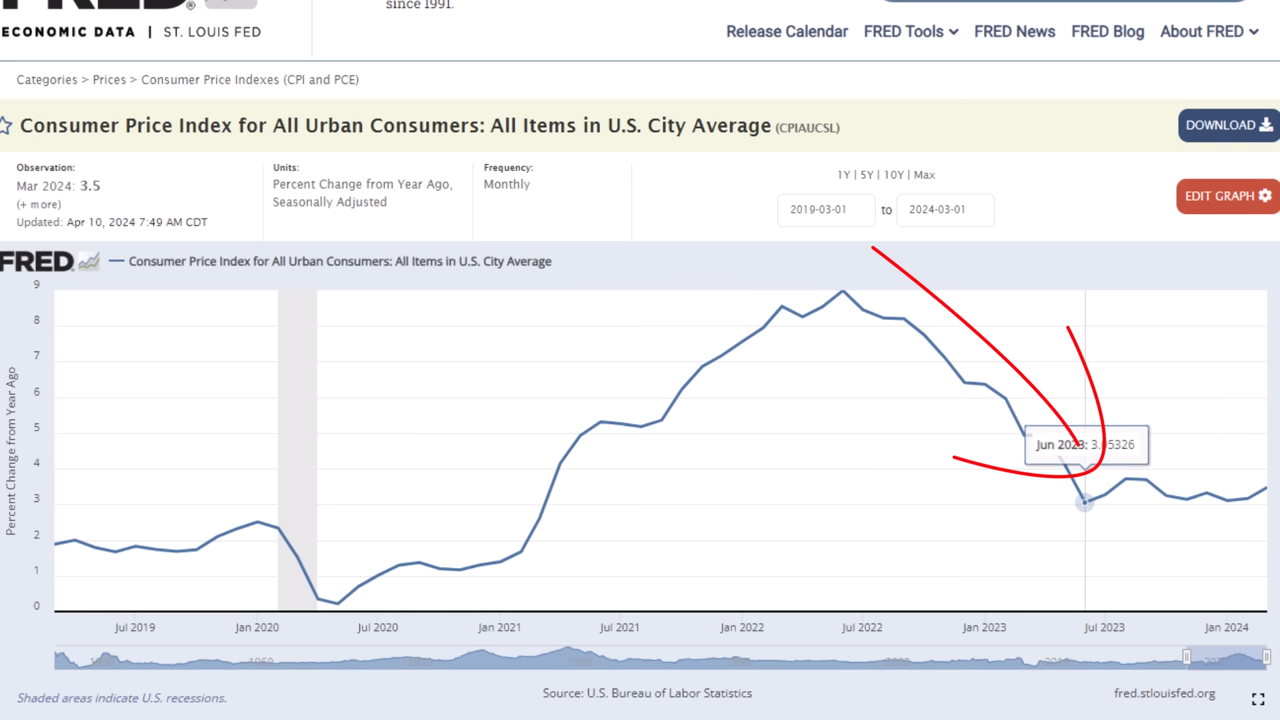 since 1991.
FRED®
ECONOMIC DATA | ST. LOUIS FED
Release Calendar FRED Tools FRED News FRED Blog About FRED
Categories > Prices > Consumer Price Indexes (CPI and PCE)
Consumer Price Index for All Urban Consumers: All Items in U.S. City Average (CPIAUCSL)
DOWNLOAD
Observation:
Mar 2024: 3.5
(+ more)
Updated: Apr 10, 2024 7:49 AM CDT
Units:
Percent Change from Year Ago,
Seasonally Adjusted
Frequency:
Monthly
1Y | 5Y | 10Y | Max
2019-03-01 to 2024-03-01
EDIT GRAPH
FRED Consumer Price Index for All Urban Consumers: All Items in U.S. City Average
Percent Change from Year Ago
9
8
7
6
5
4
3
2
1
0
Jun 2023: 3.05326
Jul 2019 Jan 2020 Jul 2020 Jan 2021 Jul 2021 Jan 2022 Jul 2022 Jan 2023 Jul 2023 Jan 2024
1960
Shaded areas indicate U.S. recessions.
Source: U.S. Bureau of Labor Statistics
fred.stlouisfed.org